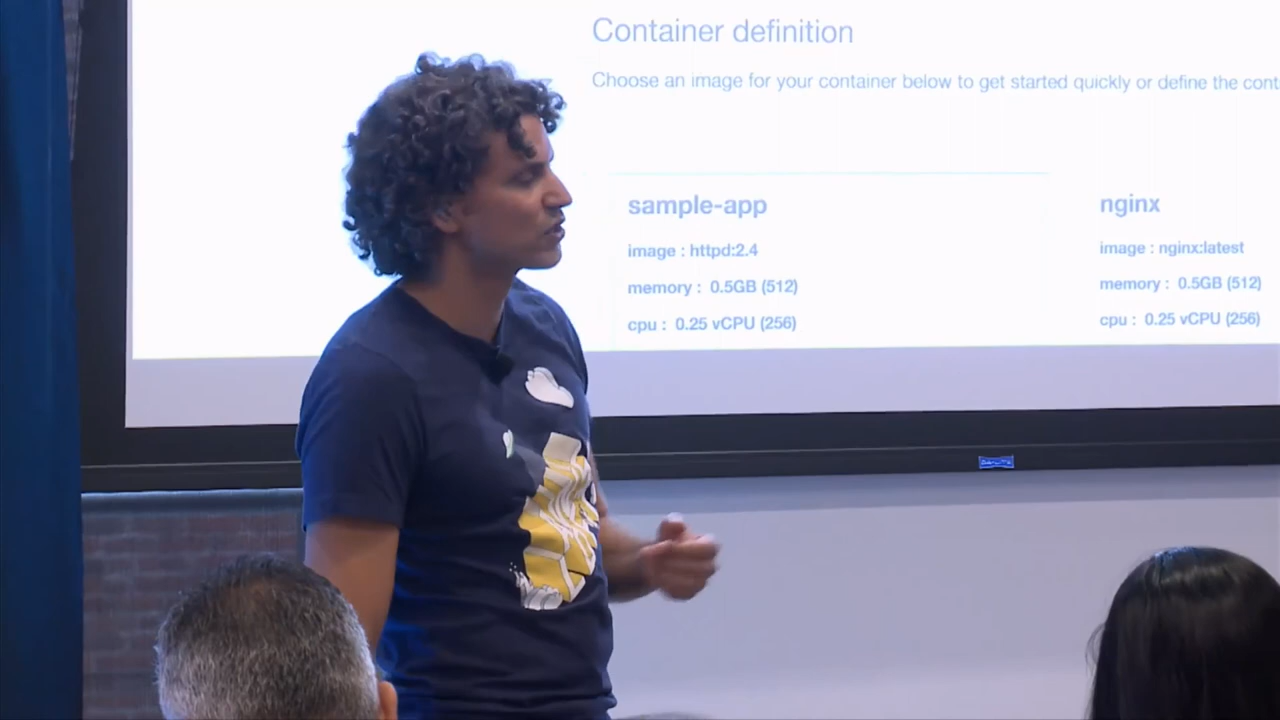 Container definition
Choose an image for your container below to get started quickly or define the cont
sample-app
image : httpd:2.4
memory : 0.5GB (512)
cpu : 0.25 vCPU (256)
nginx
image : nginx:latest
memory : 0.5GB (512)
cpu : 0.25 vCPU (256)
DA-LITE